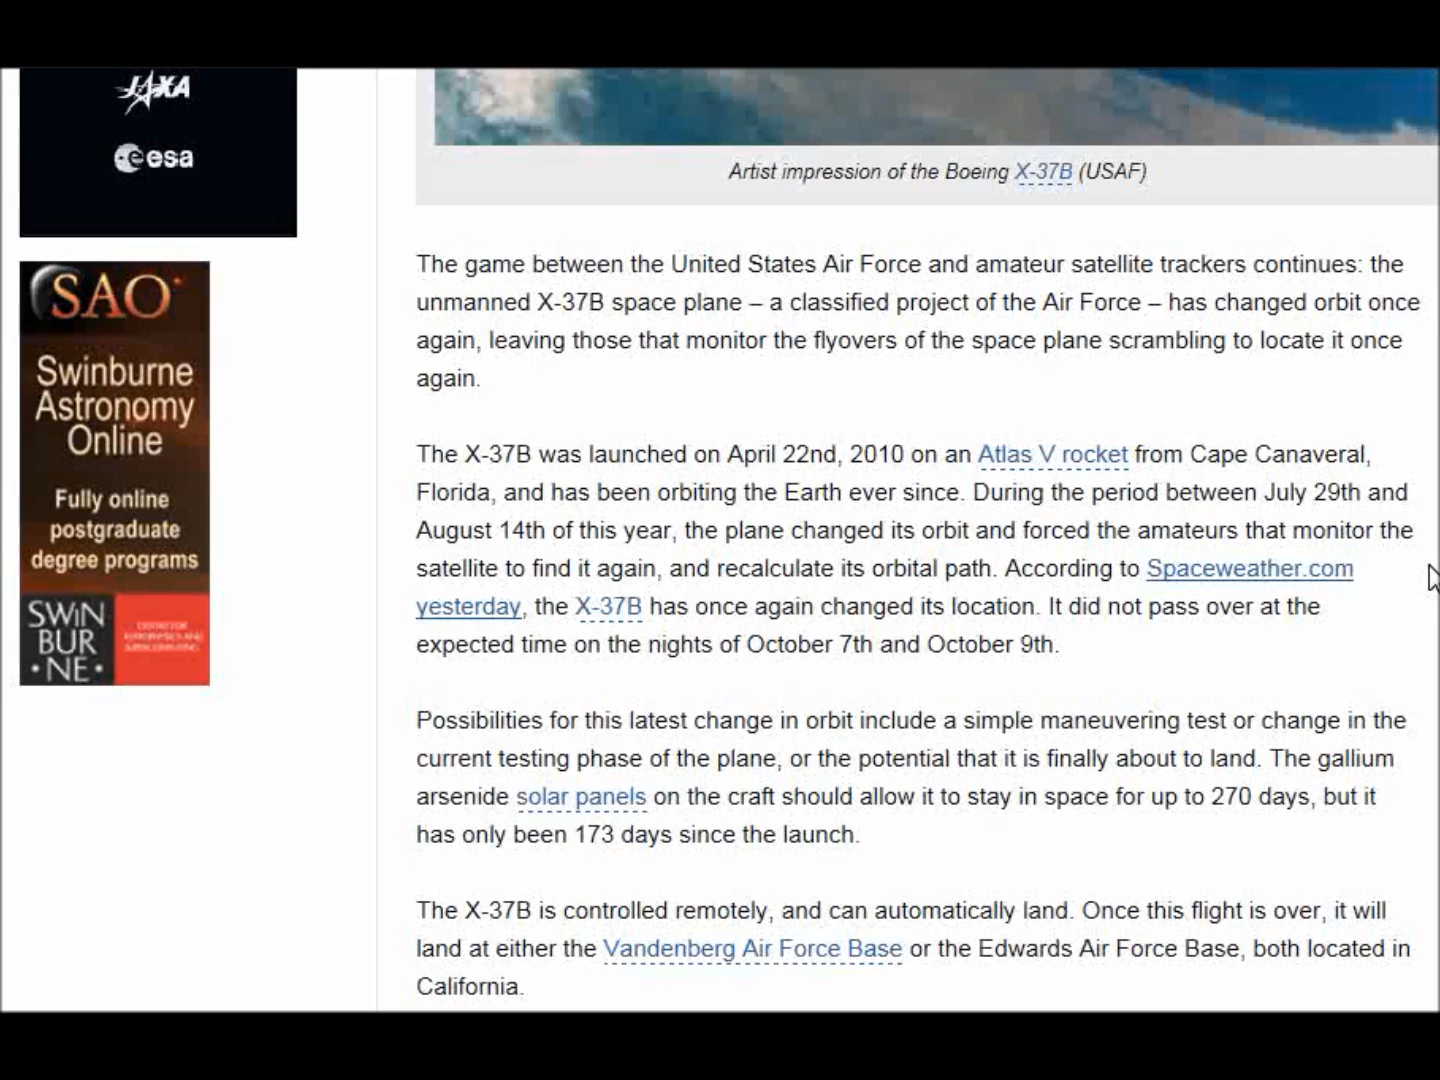 JAXA
esa
SAO
Swinburne
Astronomy
Online
Fully online
postgraduate
degree programs
SWIN
BUR
•NE•
Artist impression of the Boeing X-37B (USAF)
The game between the United States Air Force and amateur satellite trackers continues: the
unmanned X-37B space plane – a classified project of the Air Force – has changed orbit once
again, leaving those that monitor the flyovers of the space plane scrambling to locate it once
again.
The X-37B was launched on April 22nd, 2010 on an Atlas V rocket from Cape Canaveral,
Florida, and has been orbiting the Earth ever since. During the period between July 29th and
August 14th of this year, the plane changed its orbit and forced the amateurs that monitor the
satellite to find it again, and recalculate its orbital path. According to Spaceweather.com
yesterday, the X-37B has once again changed its location. It did not pass over at the
expected time on the nights of October 7th and October 9th.
Possibilities for this latest change in orbit include a simple maneuvering test or change in the
current testing phase of the plane, or the potential that it is finally about to land. The gallium
arsenide solar panels on the craft should allow it to stay in space for up to 270 days, but it
has only been 173 days since the launch.
The X-37B is controlled remotely, and can automatically land. Once this flight is over, it will
land at either the Vandenberg Air Force Base or the Edwards Air Force Base, both located in
California.